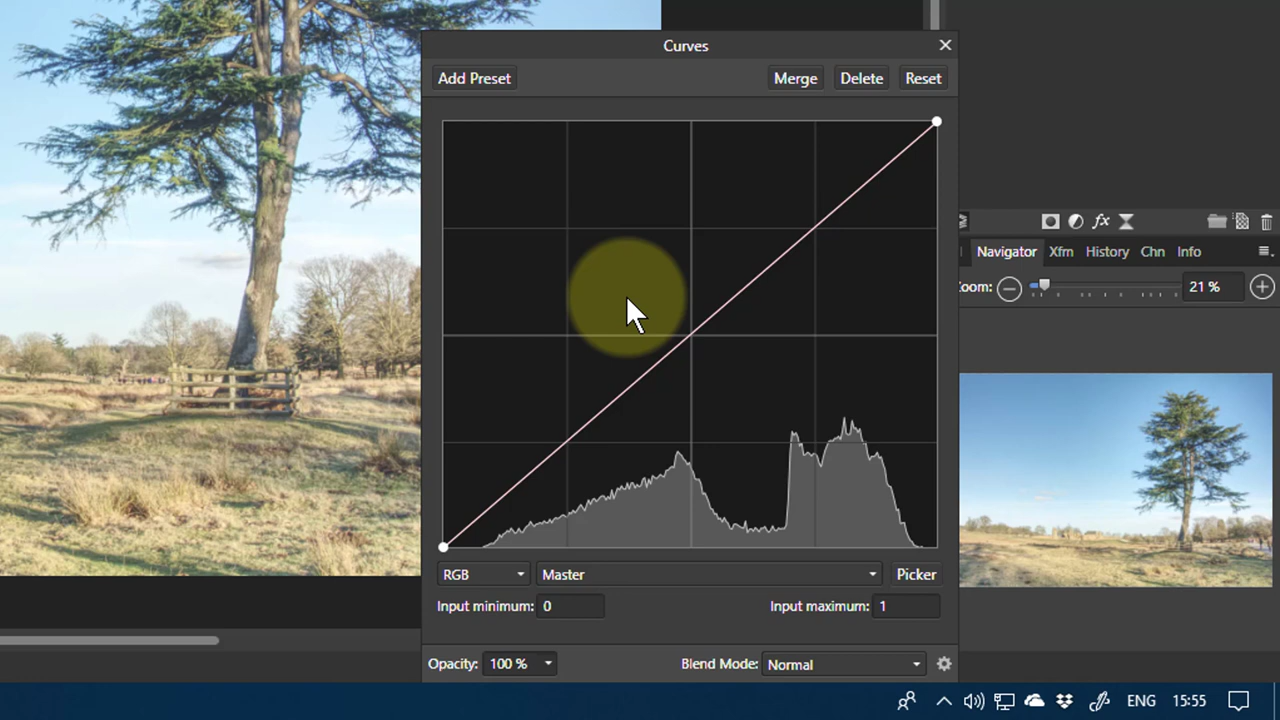 Curves
Add Preset Merge Delete Reset
Navigator Xfm History Chn Info
Zoom: 21 %
RGB Master Picker
Input minimum: 0 Input maximum: 1
Opacity: 100 % Blend Mode: Normal
ENG 15:55